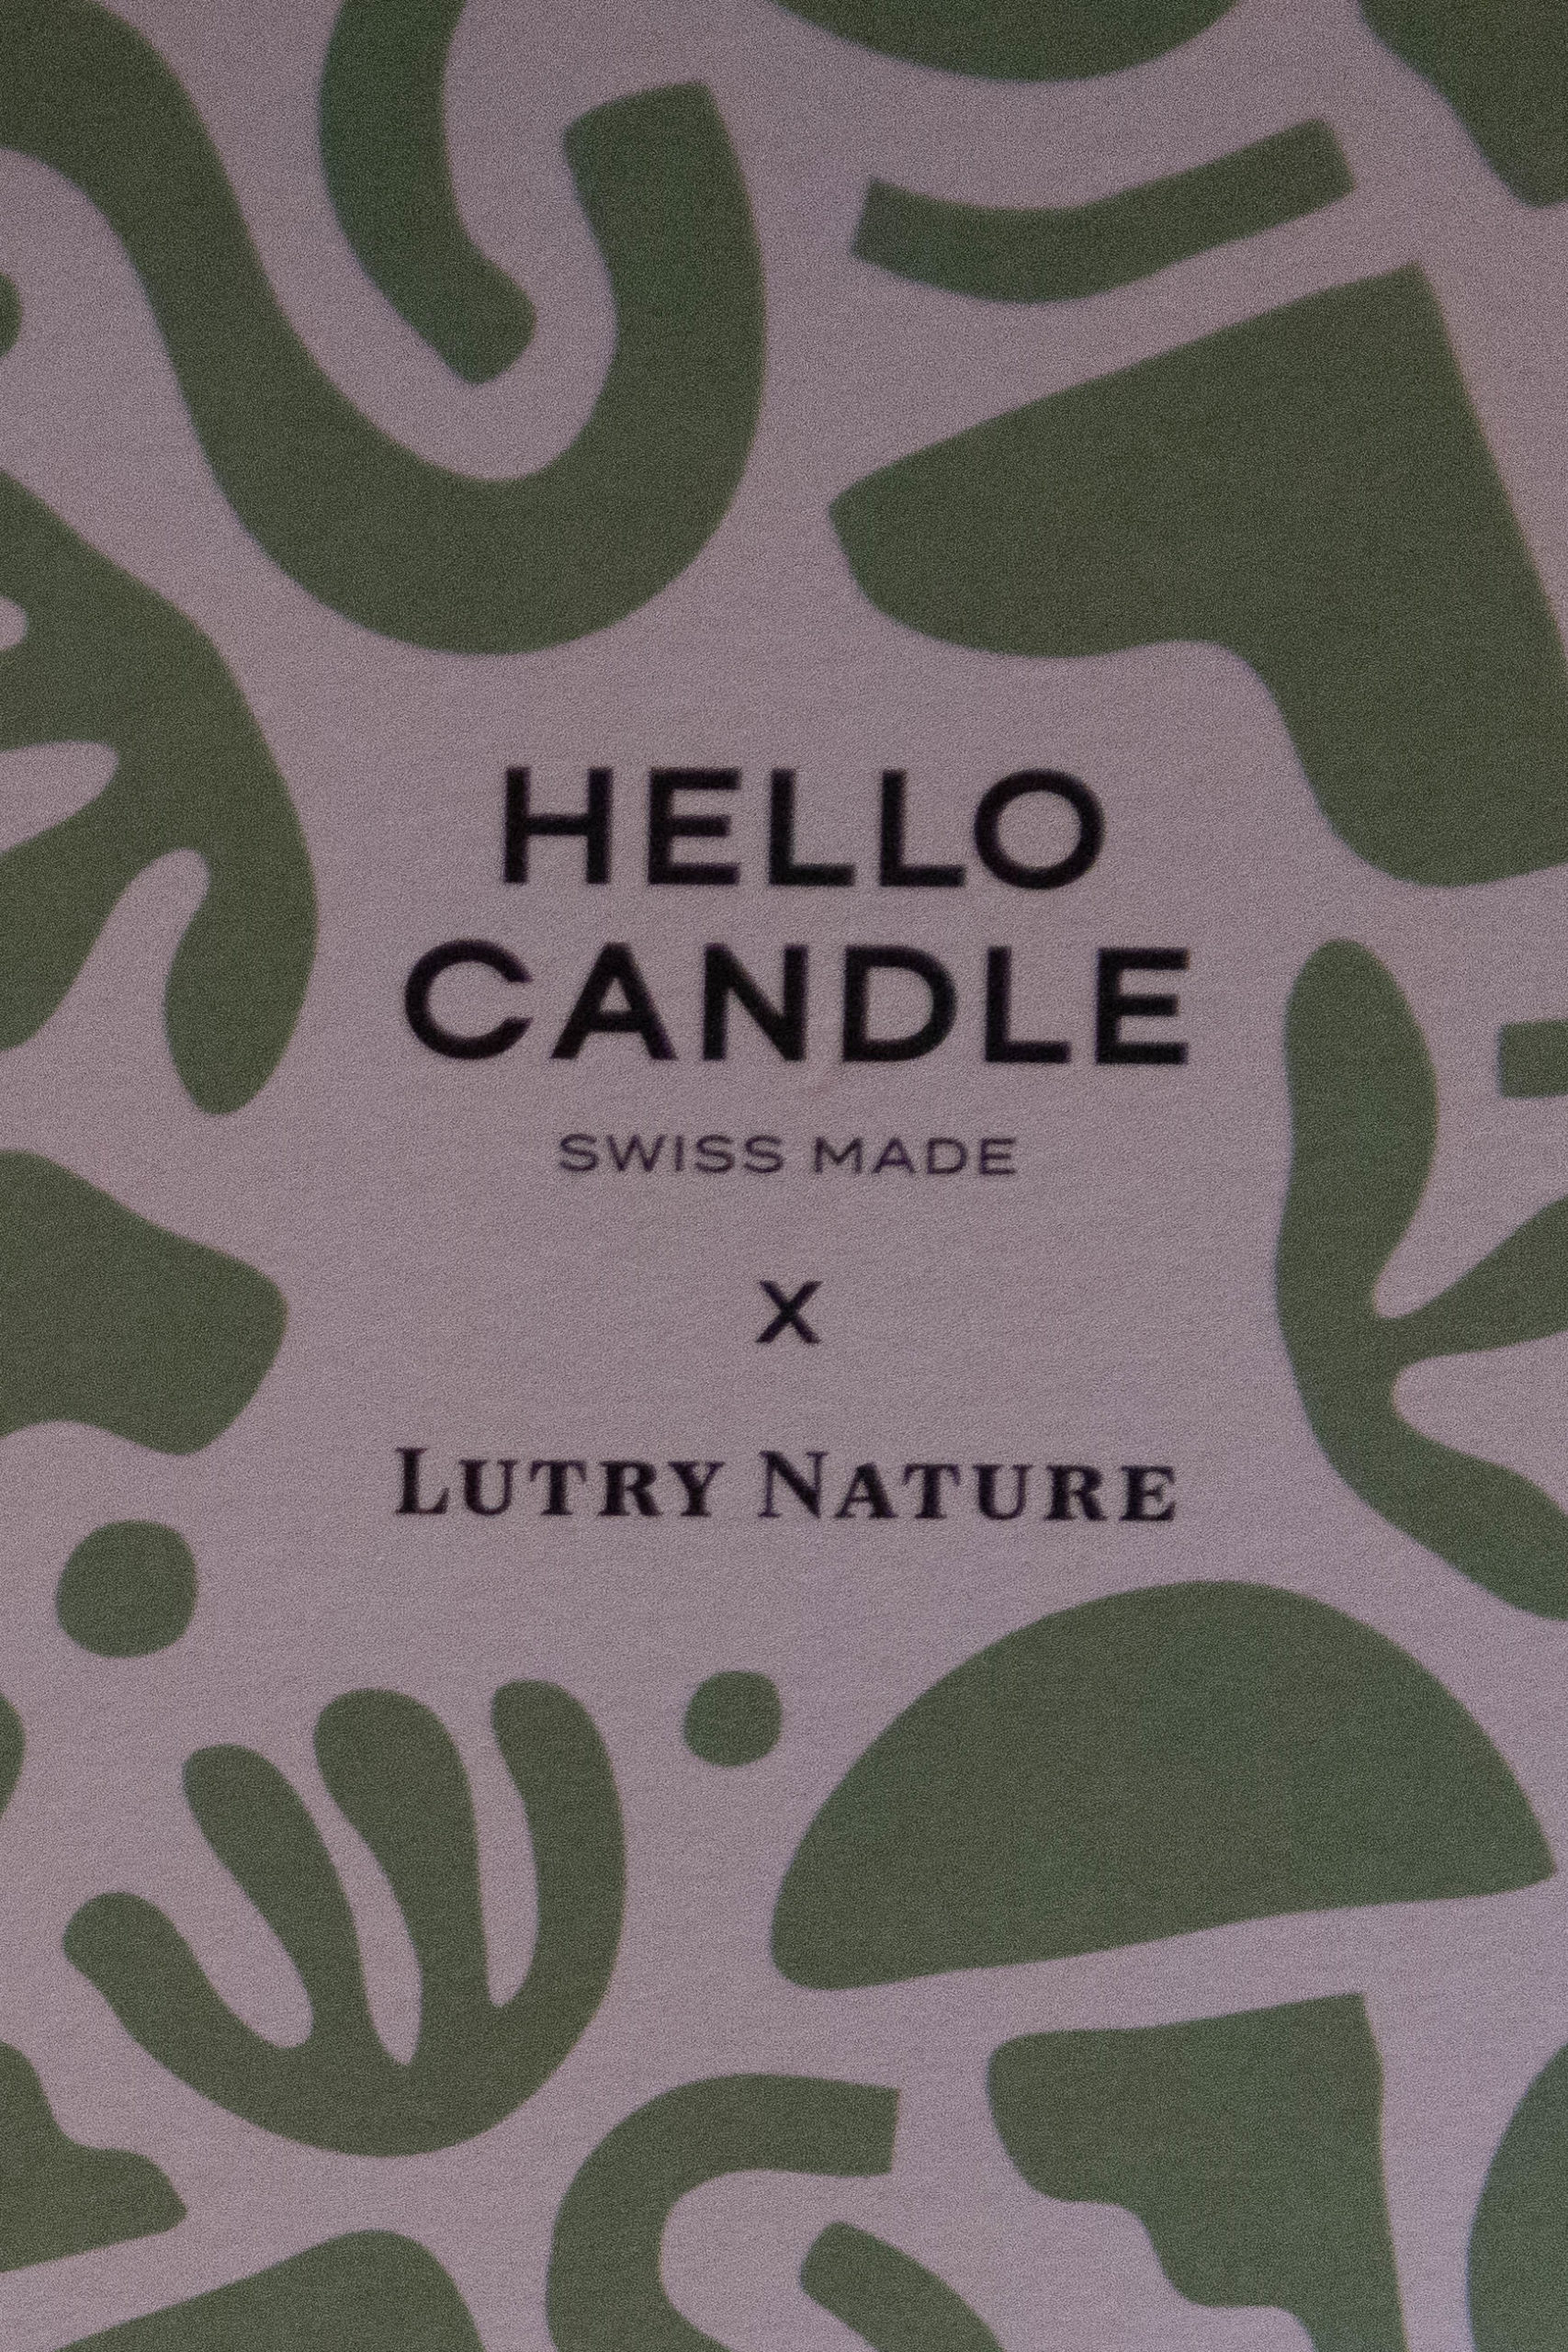 HELLO
CANDLE
SWISS MADE
X
LUTRY NATURE